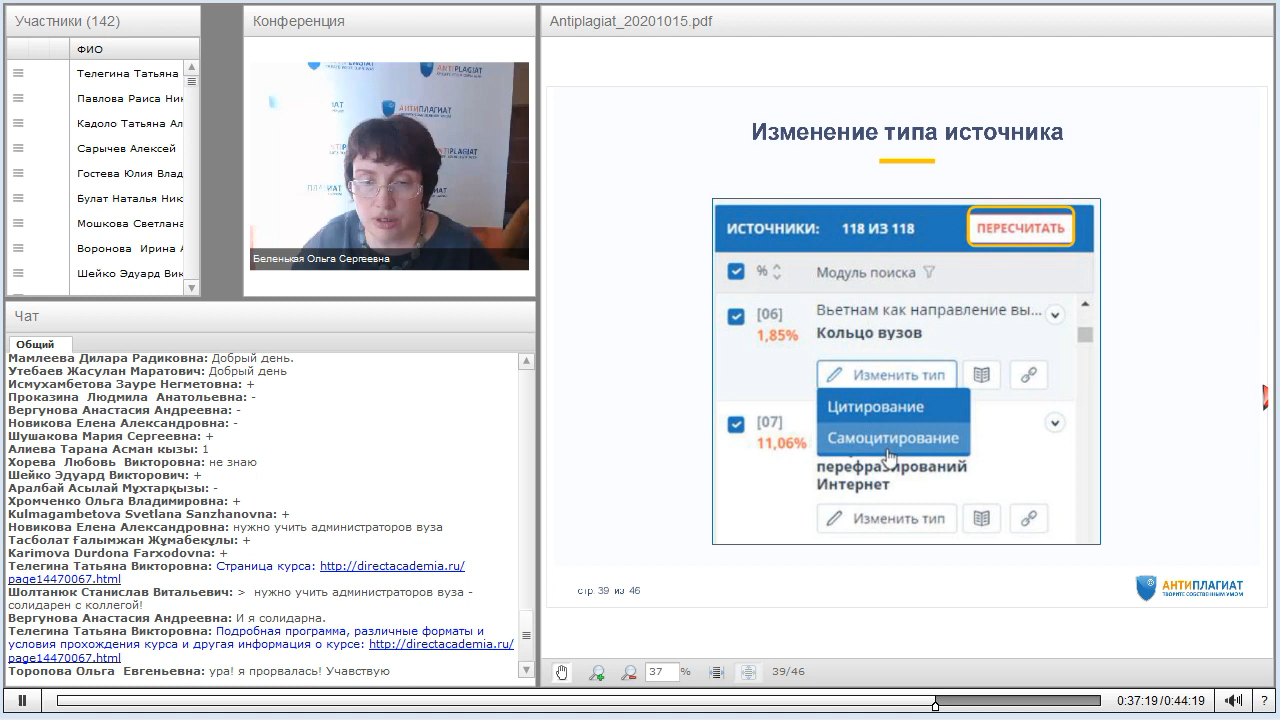 Участники (142)
ФИО
Телегина Татьяна
Павлова Раиса Ник
Кадоло Татьяна Ал
Сарычев Алексей
Гостева Юлия Влад
Булат Наталья Ник
Мошкова Светлана
Воронова Ирина А
Шейко Эдуард Вик
Конференция
АНТИПЛАГИАТ
Беленькая Ольга Сергеевна
Чат
Общий
Мамлеева Дилара Радиковна: Добрый день.
Утебаев Жасулан Маратович: Добрый день
Исмухамбетова Зауре Негметовна: +
Проказина Людмила Анатольевна: -
Вергунова Анастасия Андреевна: -
Новикова Елена Александровна: -
Шушакова Мария Сергеевна: +
Алиева Тарана Асман кызы: 1
Хорева Любовь Викторовна: не знаю
Шейко Эдуард Викторович: +
Аралбай Асылай Мұхтарқызы: -
Хромченко Ольга Владимировна: +
Kulmagambetova Svetlana Sanzhanovna: +
Новикова Елена Александровна: нужно учить администраторов вуза
Тасболат Ғалымжан Жұмабекұлы: +
Karimova Durdona Farxodovna: +
Телегина Татьяна Викторовна: Страница курса: http://directacademia.ru/
page14470067.html
Шолтанюк Станислав Витальевич: > нужно учить администраторов вуза -
солидарен с коллегой!
Вергунова Анастасия Андреевна: И я солидарна.
Телегина Татьяна Викторовна: Подробная программа, различные форматы и
условия прохождения курса и другая информация о курсе: http://directacademia.ru/
page14470067.html
Торопова Ольга Евгеньевна: ура! я прорвалась! Учавствую
Antiplagiat_20201015.pdf
Изменение типа источника
ИСТОЧНИКИ: 118 ИЗ 118 ПЕРЕСЧИТАТЬ
% Модуль поиска
[06] Вьетнам как направление вы...
1,85% Кольцо вузов
Изменить тип
Цитирование
[07]
Самоцитирование
11,06%
перефразирований
Интернет
Изменить тип
стр 39 из 46
АНТИПЛАГИАТ
ТВОРИТЕ СОБСТВЕННЫМ УМОМ
37 % 39/46
0:37:19/0:44:19 ?